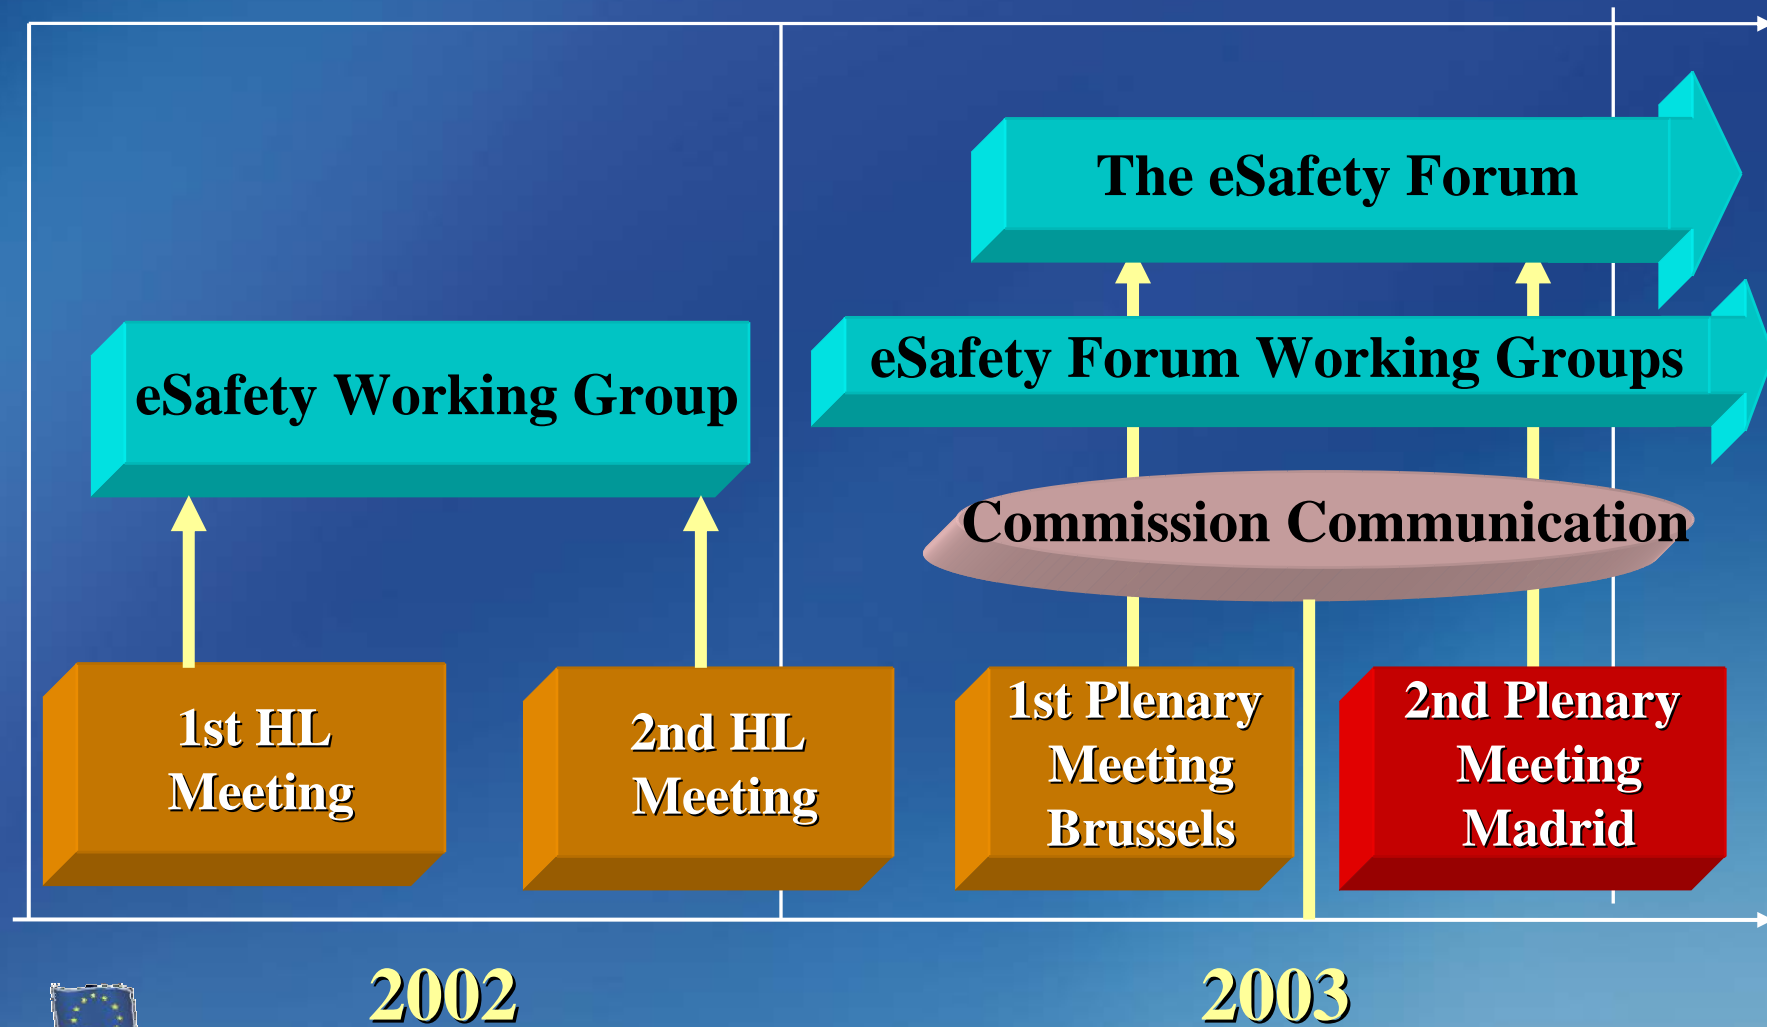 The eSafety Forum
eSafety Forum Working Groups
eSafety Working Group
Commission Communication
1st HL
Meeting
2nd HL
Meeting
1st Plenary
Meeting
Brussels
2nd Plenary
Meeting
Madrid
2002
2003